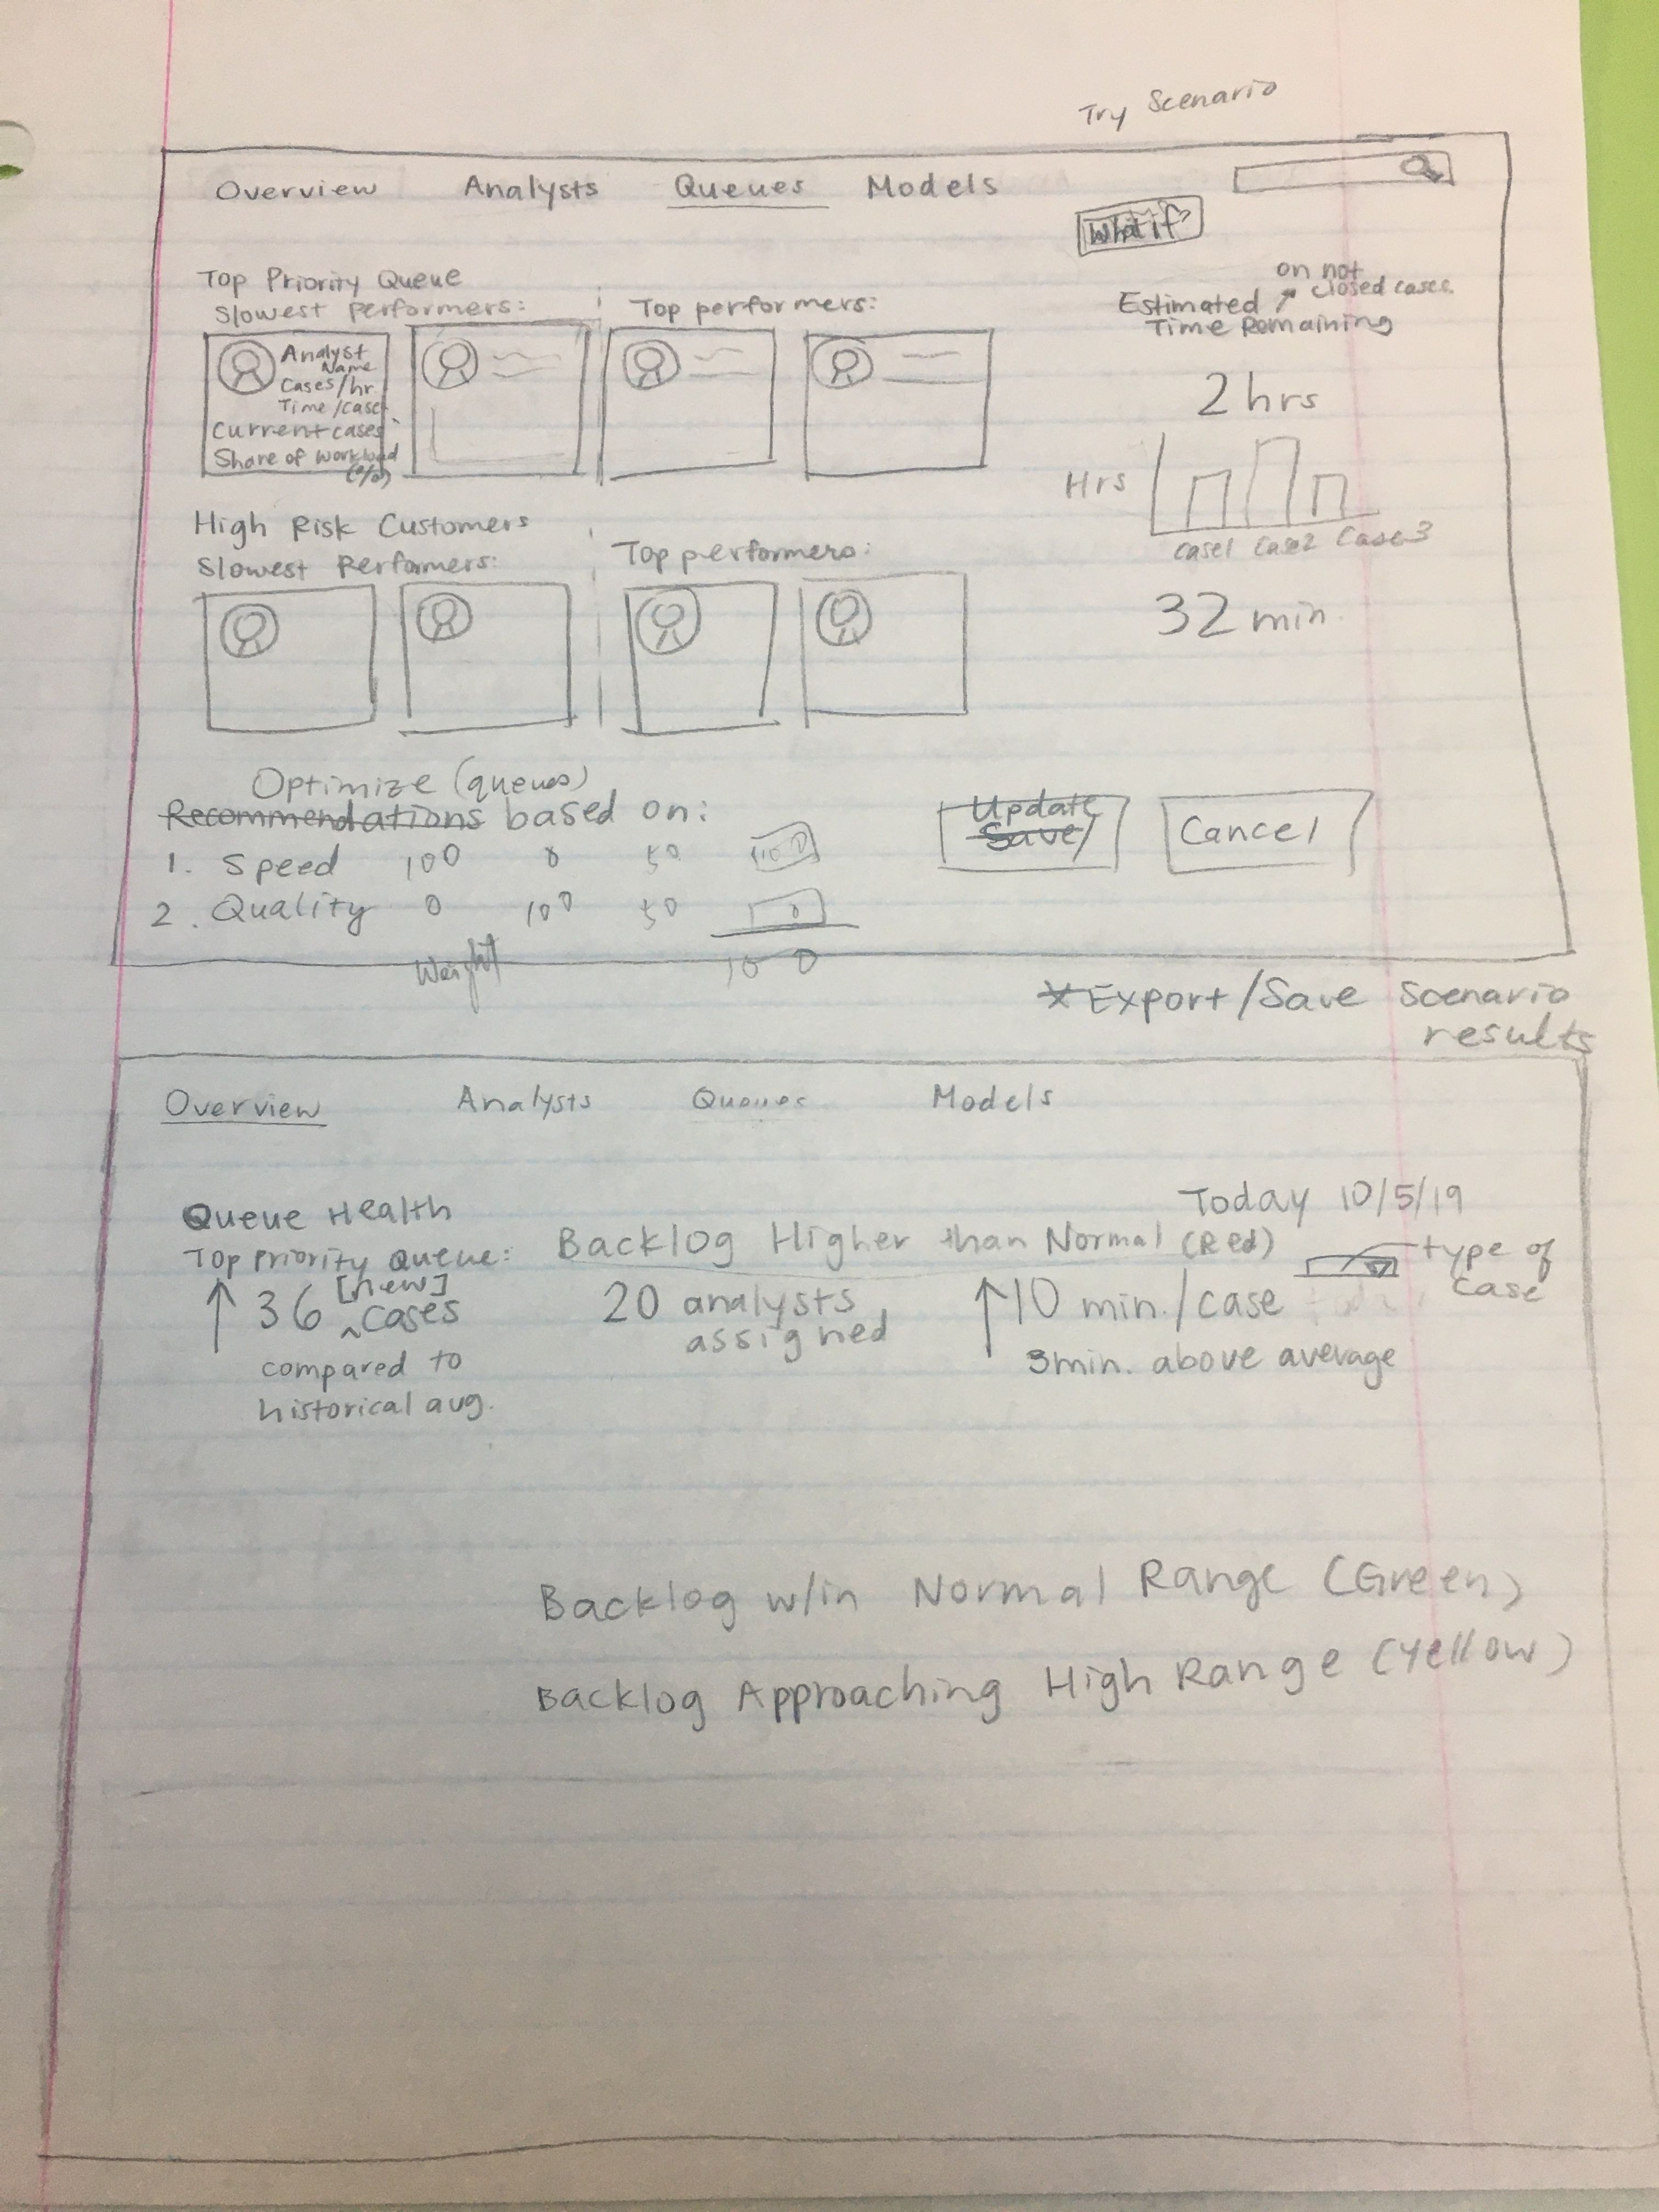 Try Scenario
Overview Analysts Queues Models
What if?
Top Priority Queue
Slowest performers: Top performers:
on not
closed cases.
Estimated
Time Remaining
Analyst
Name
Cases/hr.
Time/case
Current cases
Share of workload
(%)
2 hrs
Hrs
Case1 Case2 Case3
High Risk Customers
Slowest Performers: Top performers:
32 min.
Optimize (queues)
Recommendations based on:
1. Speed 100 0 50 100
2. Quality 0 100 50 0
Weight 100
Update
Save
Cancel
*Export/Save Scenario
results
Overview Analysts Queues Models
Today 10/5/19
Queue Health
Top Priority Queue: Backlog Higher than Normal (Red)
type of
case
↑ 36 [new] cases
compared to
historical avg.
20 analysts
assigned
↑10 min./case
3min. above average
Backlog w/in Normal Range (Green)
Backlog Approaching High Range (Yellow)